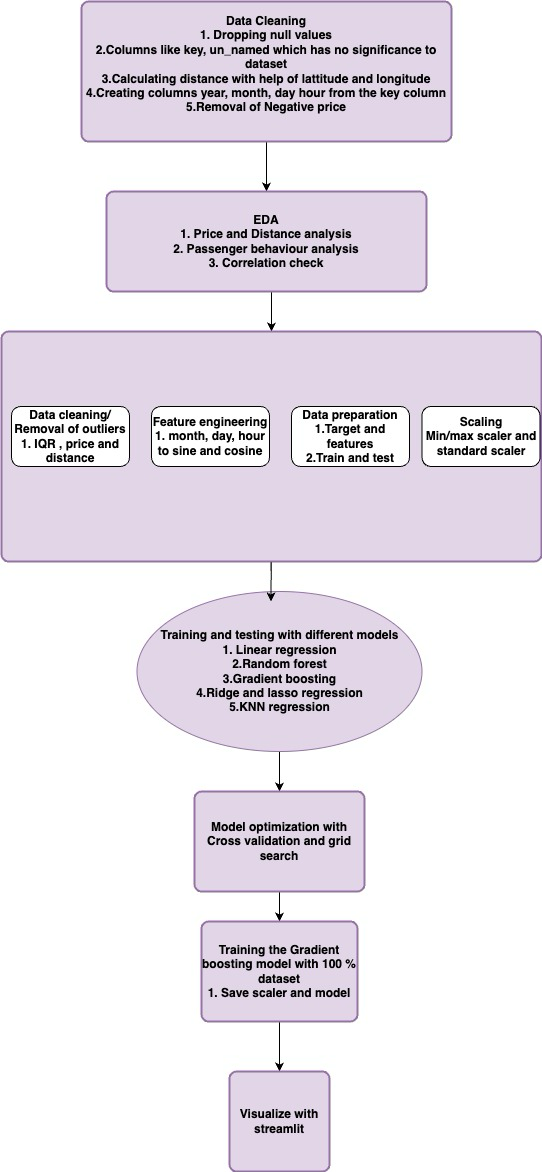 Data Cleaning
1. Dropping null values
2.Columns like key, un_named which has no significance to
dataset
3.Calculating distance with help of lattitude and longitude
4.Creating columns year, month, day hour from the key column
5.Removal of Negative price
EDA
1. Price and Distance analysis
2. Passenger behaviour analysis
3. Correlation check
Data cleaning/
Removal of outliers
1. IQR , price and
distance
Feature engineering
1. month, day, hour
to sine and cosine
Data preparation
1.Target and
features
2.Train and test
Scaling
Min/max scaler and
standard scaler
Training and testing with different models
1. Linear regression
2.Random forest
3.Gradient boosting
4.Ridge and lasso regression
5.KNN regression
Model optimization with
Cross validation and grid
search
Training the Gradient
boosting model with 100 %
dataset
1. Save scaler and model
Visualize with
streamlit